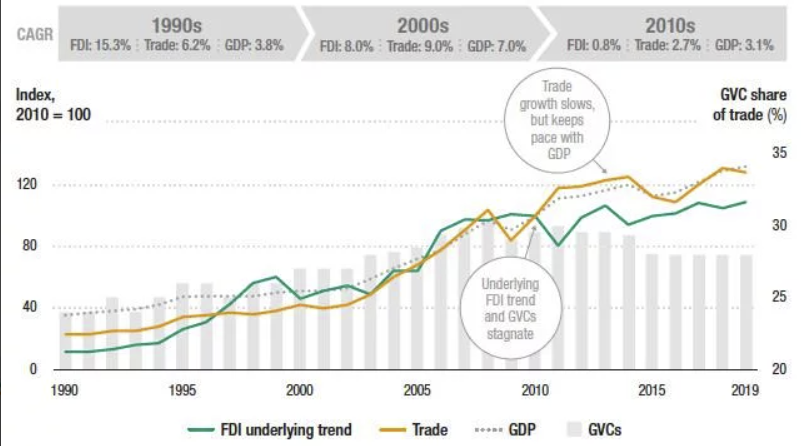 CAGR
1990s
FDI: 15.3% Trade: 6.2% GDP: 3.8%
2000s
FDI: 8.0% Trade: 9.0% GDP: 7.0%
2010s
FDI: 0.8% Trade: 2.7% GDP: 3.1%
Index,
2010 = 100
GVC share
of trade (%)
Trade
growth slows,
but keeps
pace with
GDP
120
80
40
0
35
30
25
20
Underlying
FDI trend
and GVCs
stagnate
1990
1995
2000
2005
2010
2015
2019
FDI underlying trend
Trade
GDP
GVCs